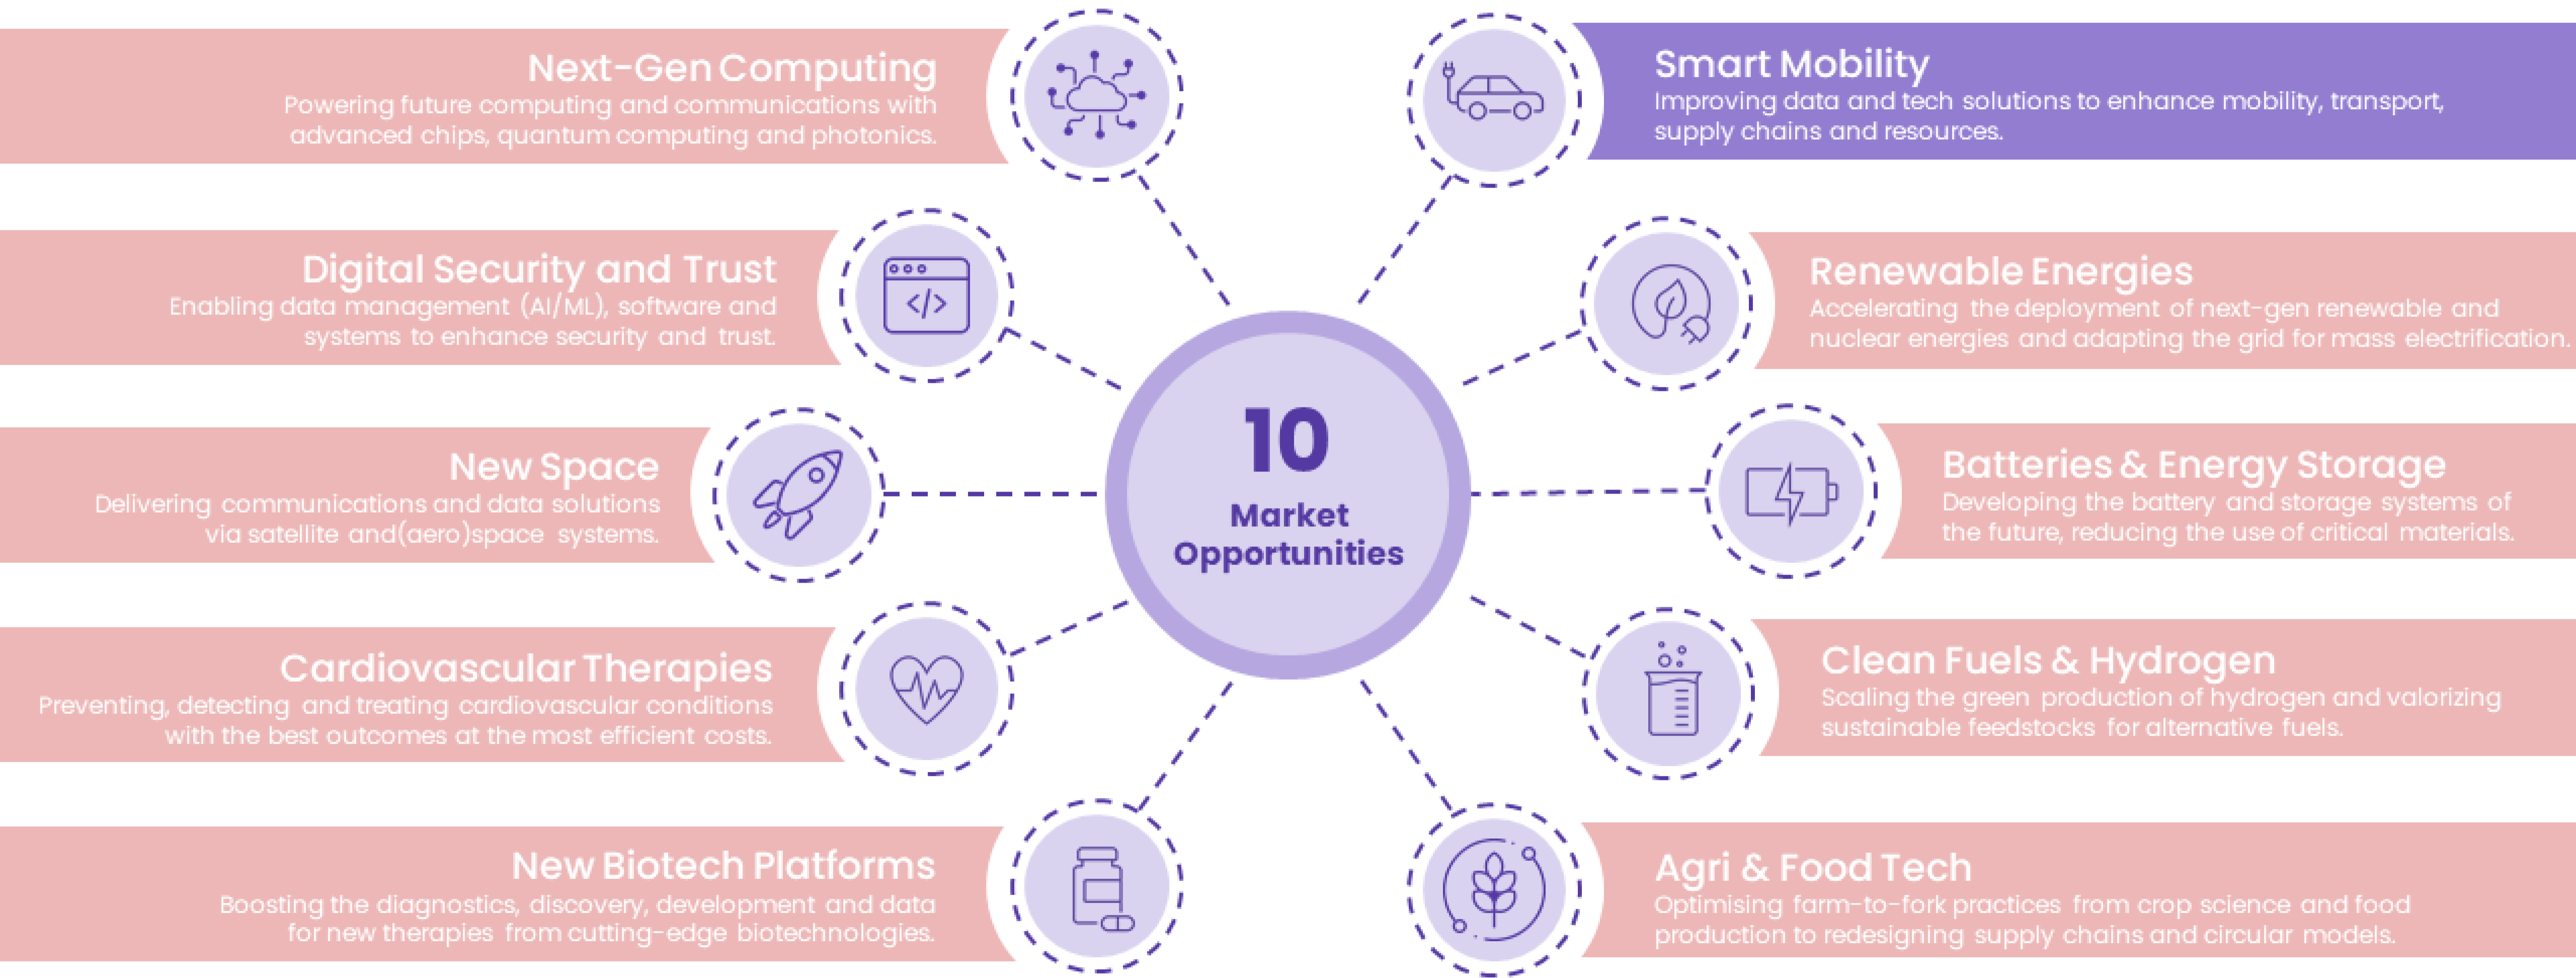 Next-Gen Computing
Powering future computing and communications with
advanced chips, quantum computing and photonics.
Digital Security and Trust
Enabling data management (AI/ML), software and
systems to enhance security and trust.
New Space
Delivering communications and data solutions
via satellite and(aero)space systems.
Cardiovascular Therapies
Preventing, detecting and treating cardiovascular conditions
with the best outcomes at the most efficient costs.
New Biotech Platforms
Boosting the diagnostics, discovery, development and data
for new therapies from cutting-edge biotechnologies.
10
Market
Opportunities
Smart Mobility
Improving data and tech solutions to enhance mobility, transport,
supply chains and resources.
Renewable Energies
Accelerating the deployment of next-gen renewable and
nuclear energies and adapting the grid for mass electrification.
Batteries & Energy Storage
Developing the battery and storage systems of
the future, reducing the use of critical materials.
Clean Fuels & Hydrogen
Scaling the green production of hydrogen and valorizing
sustainable feedstocks for alternative fuels.
Agri & Food Tech
Optimising farm-to-fork practices from crop science and food
production to redesigning supply chains and circular models.